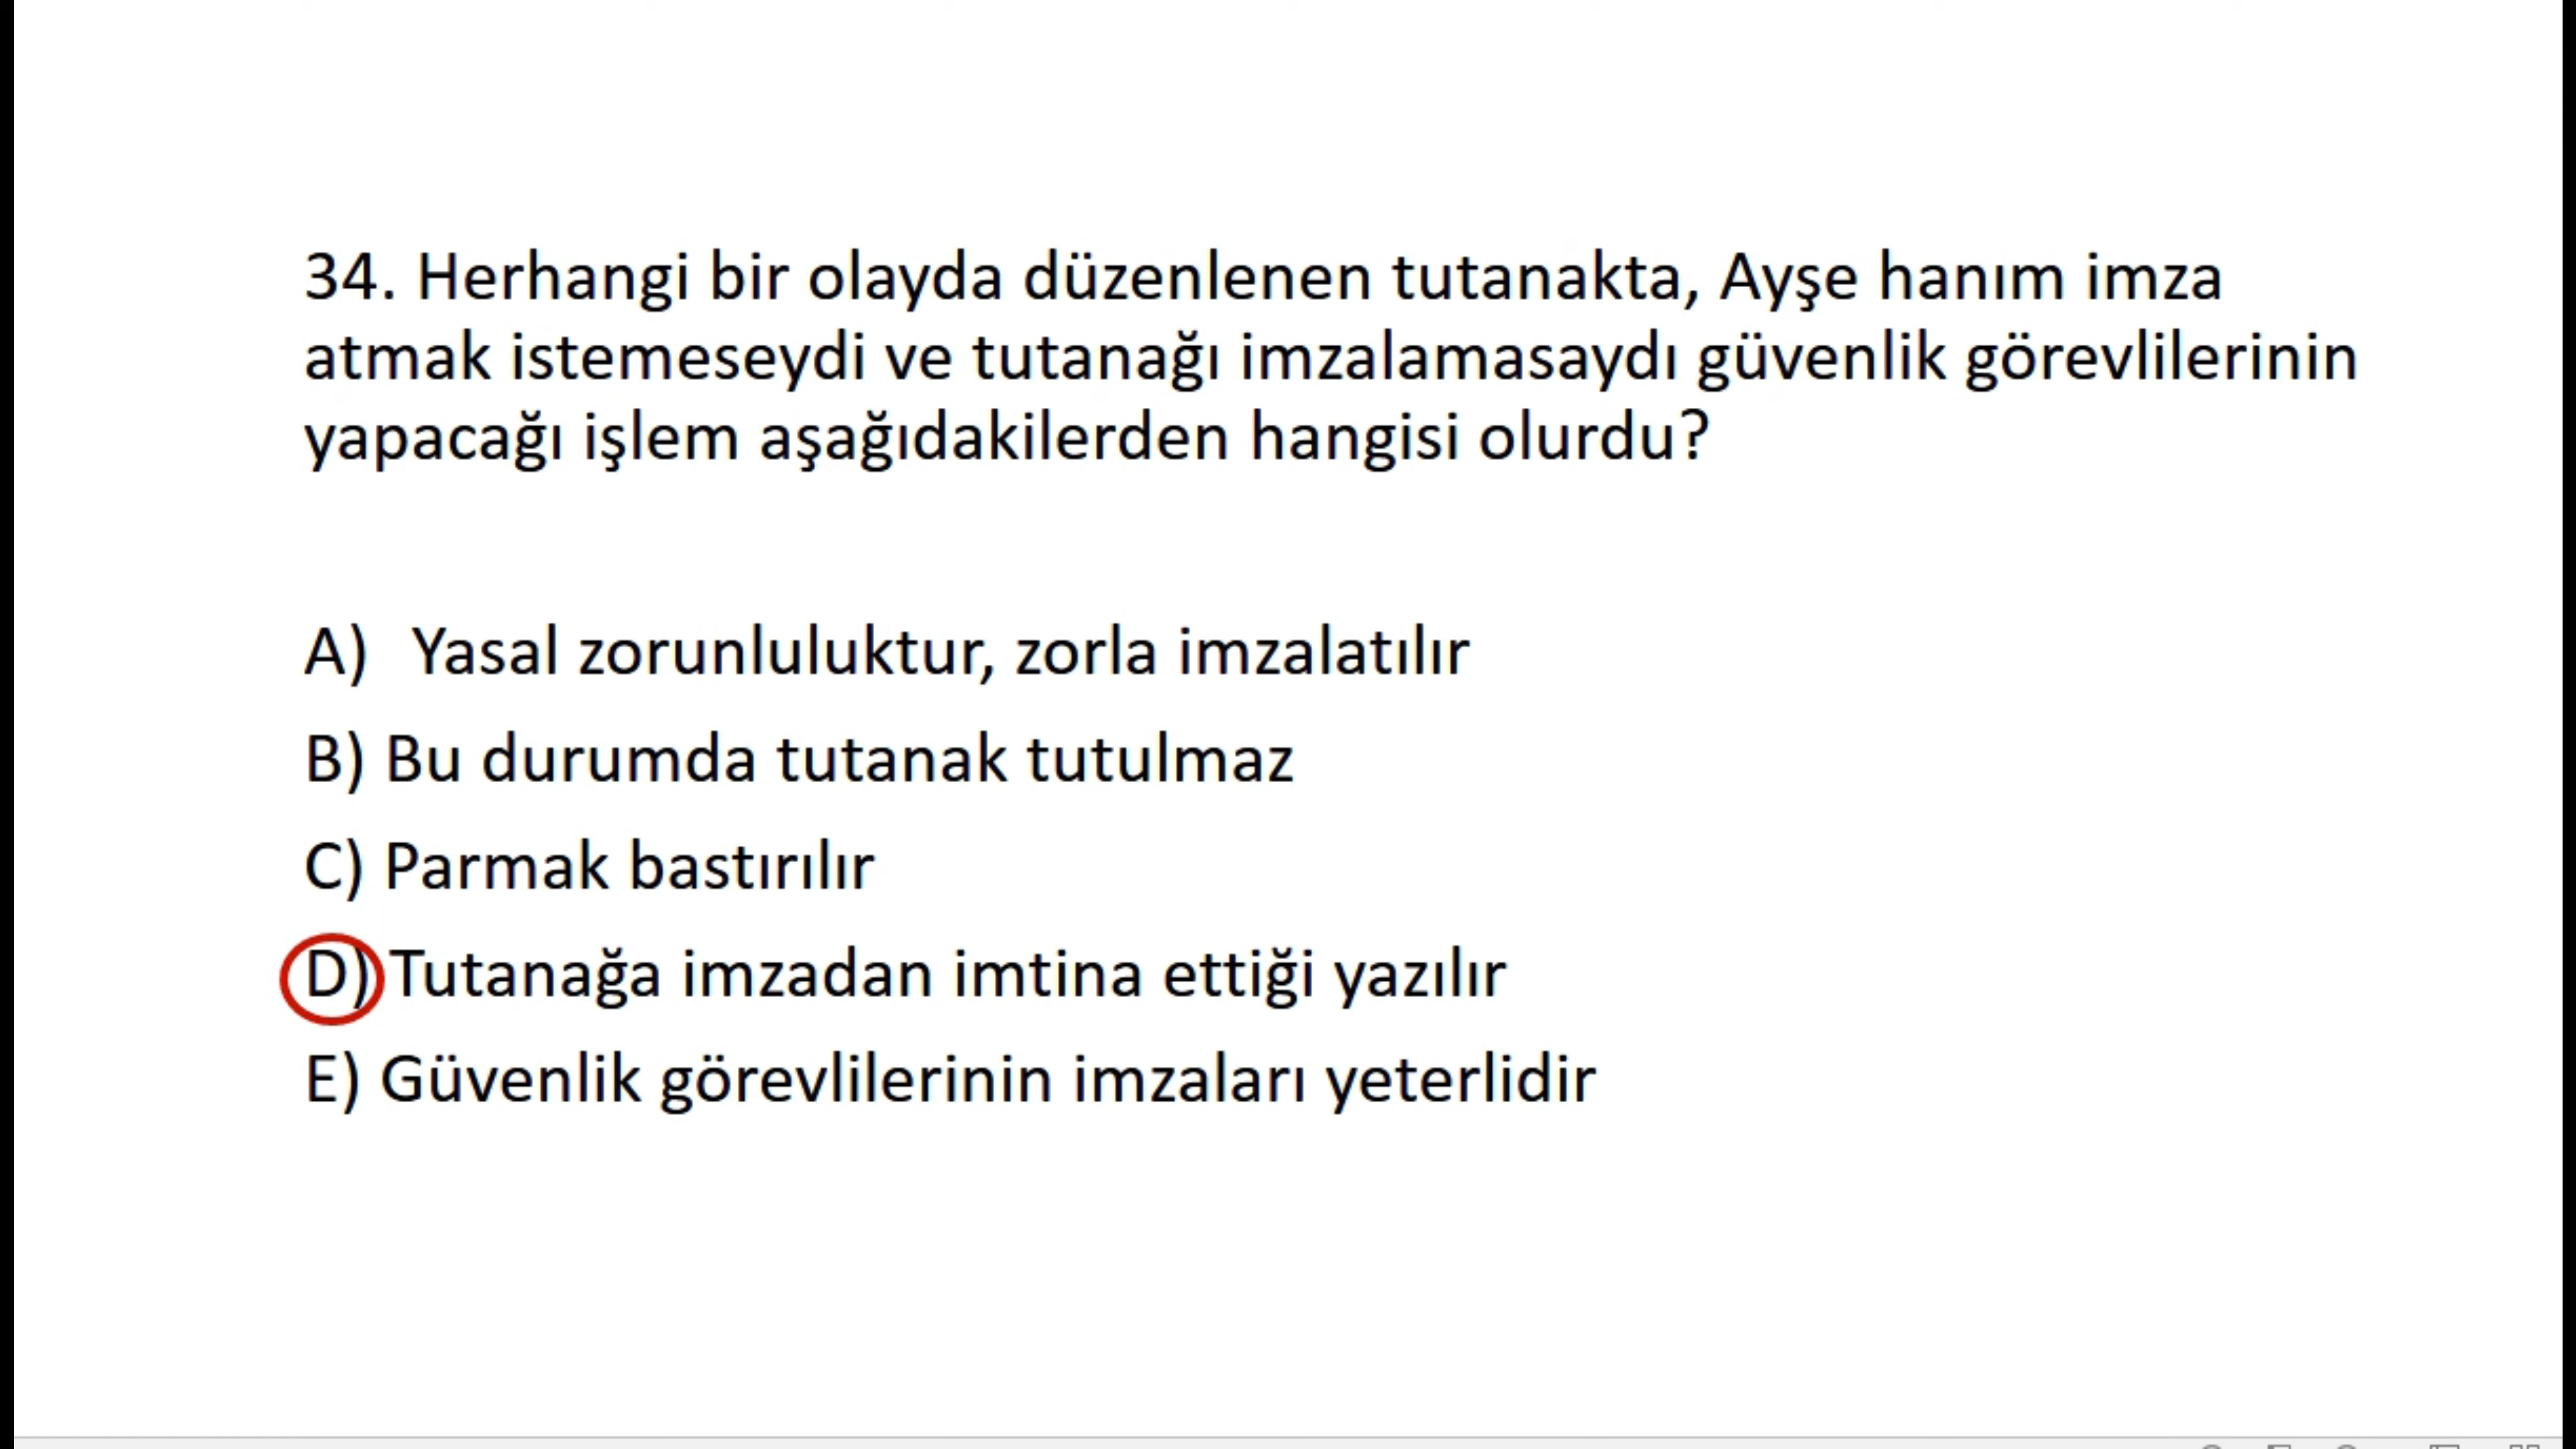 34. Herhangi bir olayda düzenlenen tutanakta, Ayşe hanım imza
atmak istemeseydi ve tutanağı imzalamasaydı güvenlik görevlilerinin
yapacağı işlem aşağıdakilerden hangisi olurdu?
A) Yasal zorunluluktur, zorla imzalatılır
B) Bu durumda tutanak tutulmaz
C) Parmak bastırılır
D) Tutanağa imzadan imtina ettiği yazılır
E) Güvenlik görevlilerinin imzaları yeterlidir